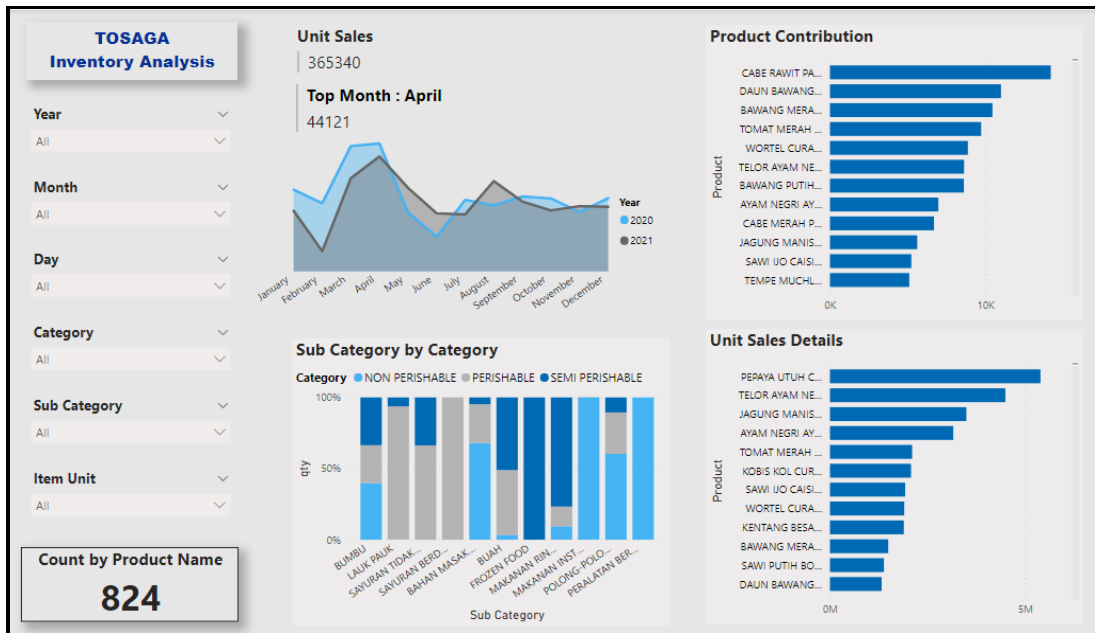 TOSAGA
Inventory Analysis
Year
All
Month
All
Day
All
Category
All
Sub Category
All
Item Unit
All
Count by Product Name
824
Unit Sales
365340
Top Month : April
44121
Year
2020
2021
January
February
March
April
May
June
July
August
September
October
November
December
Sub Category by Category
Category
NON PERISHABLE
PERISHABLE
SEMI PERISHABLE
100%
50%
0%
qty
BUMBU
LAUK PAUK
SAYURAN TIDAK...
SAYURAN BERD...
BAHAN MASAK...
BUAH
FROZEN FOOD
MAKANAN RIN...
MAKANAN INST...
POLONG-POLO...
PERALATAN BER...
Sub Category
Product Contribution
Product
CABE RAWIT PA...
DAUN BAWANG...
BAWANG MERA...
TOMAT MERAH ...
WORTEL CURA...
TELOR AYAM NE...
BAWANG PUTIH...
AYAM NEGRI AY...
CABE MERAH P...
JAGUNG MANIS...
SAWI IJO CAISI...
TEMPE MUCHL...
0K
10K
Unit Sales Details
Product
PEPAYA UTUH C...
TELOR AYAM NE...
JAGUNG MANIS...
AYAM NEGRI AY...
TOMAT MERAH ...
KOBIS KOL CUR...
SAWI IJO CAISI...
WORTEL CURA...
KENTANG BESA...
BAWANG MERA...
SAWI PUTIH BO...
DAUN BAWANG...
0M
5M